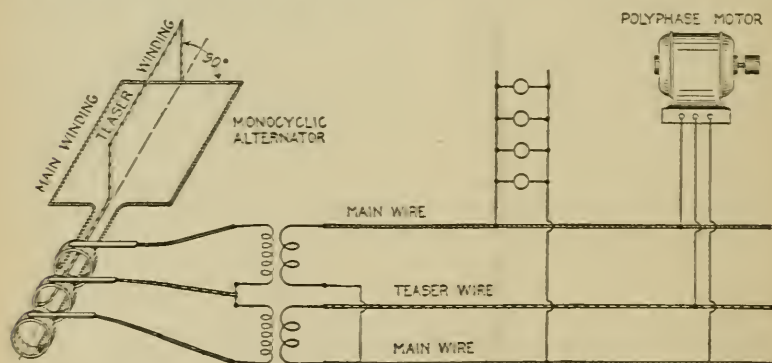 POLYPHASE MOTOR
MAIN WINDING
TEASER WINDING
90°
MONOCYCLIC
ALTERNATOR
MAIN WIRE
TEASER WIRE
MAIN WIRE